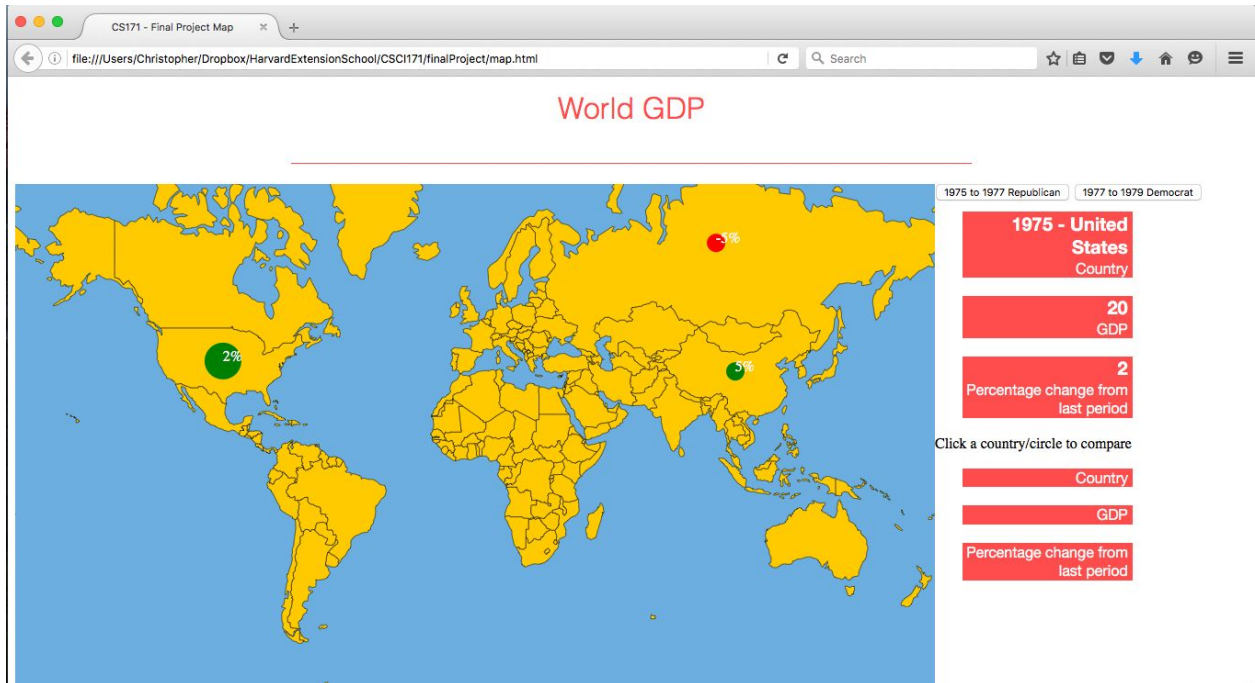 CS171 - Final Project Map
file:///Users/Christopher/Dropbox/HarvardExtensionSchool/CSCI171/finalProject/map.html
Search
World GDP
1975 to 1977 Republican
1977 to 1979 Democrat
-5%
2%
5%
1975 - United
States
Country
20
GDP
2
Percentage change from
last period
Click a country/circle to compare
Country
GDP
Percentage change from
last period